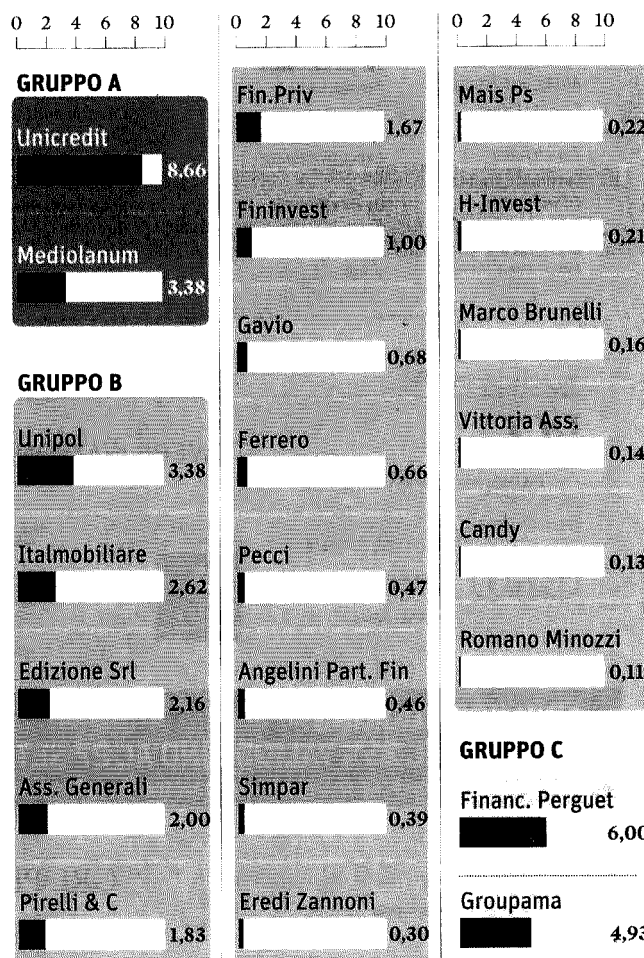 0 2 4 6 8 10
GRUPPO A
Unicredit
8,66
Mediolanum
3,38
GRUPPO B
Unipol
3,38
Italmobiliare
2,62
Edizione Srl
2,16
Ass. Generali
2,00
Pirelli & C
1,83
0 2 4 6 8 10
Fin.Priv
1,67
Fininvest
1,00
Gavio
0,68
Ferrero
0,66
Pecci
0,47
Angelini Part. Fin
0,46
Simpar
0,39
Eredi Zannoni
0,30
0 2 4 6 8 10
Mais Ps
0,22
H-Invest
0,21
Marco Brunelli
0,16
Vittoria Ass.
0,14
Candy
0,13
Romano Minozzi
0,11
GRUPPO C
Financ. Perguet
6,00
Groupama
4,93